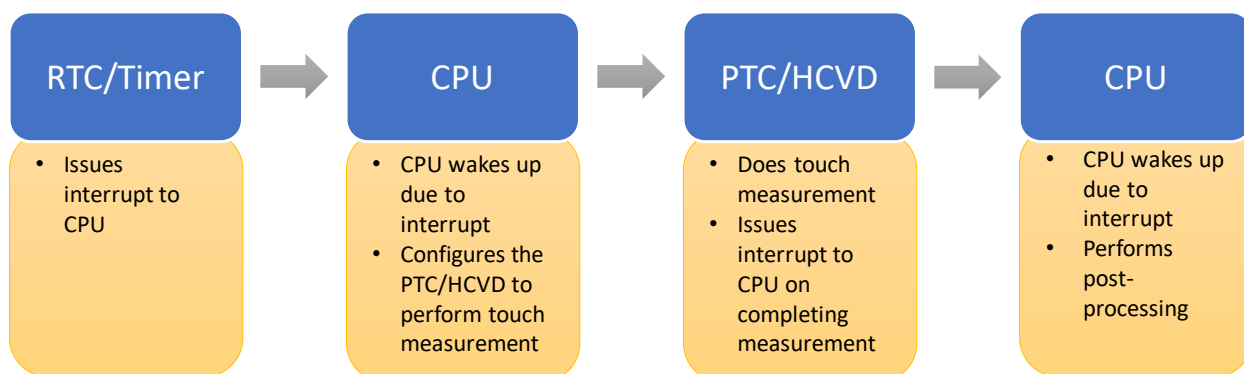 RTC/Timer
• Issues
interrupt to
CPU
CPU
• CPU wakes up
due to
interrupt
• Configures the
PTC/HCVD to
perform touch
measurement
PTC/HCVD
• Does touch
measurement
• Issues
interrupt to
CPU on
completing
measurement
CPU
• CPU wakes up
due to
interrupt
• Performs
post-
processing